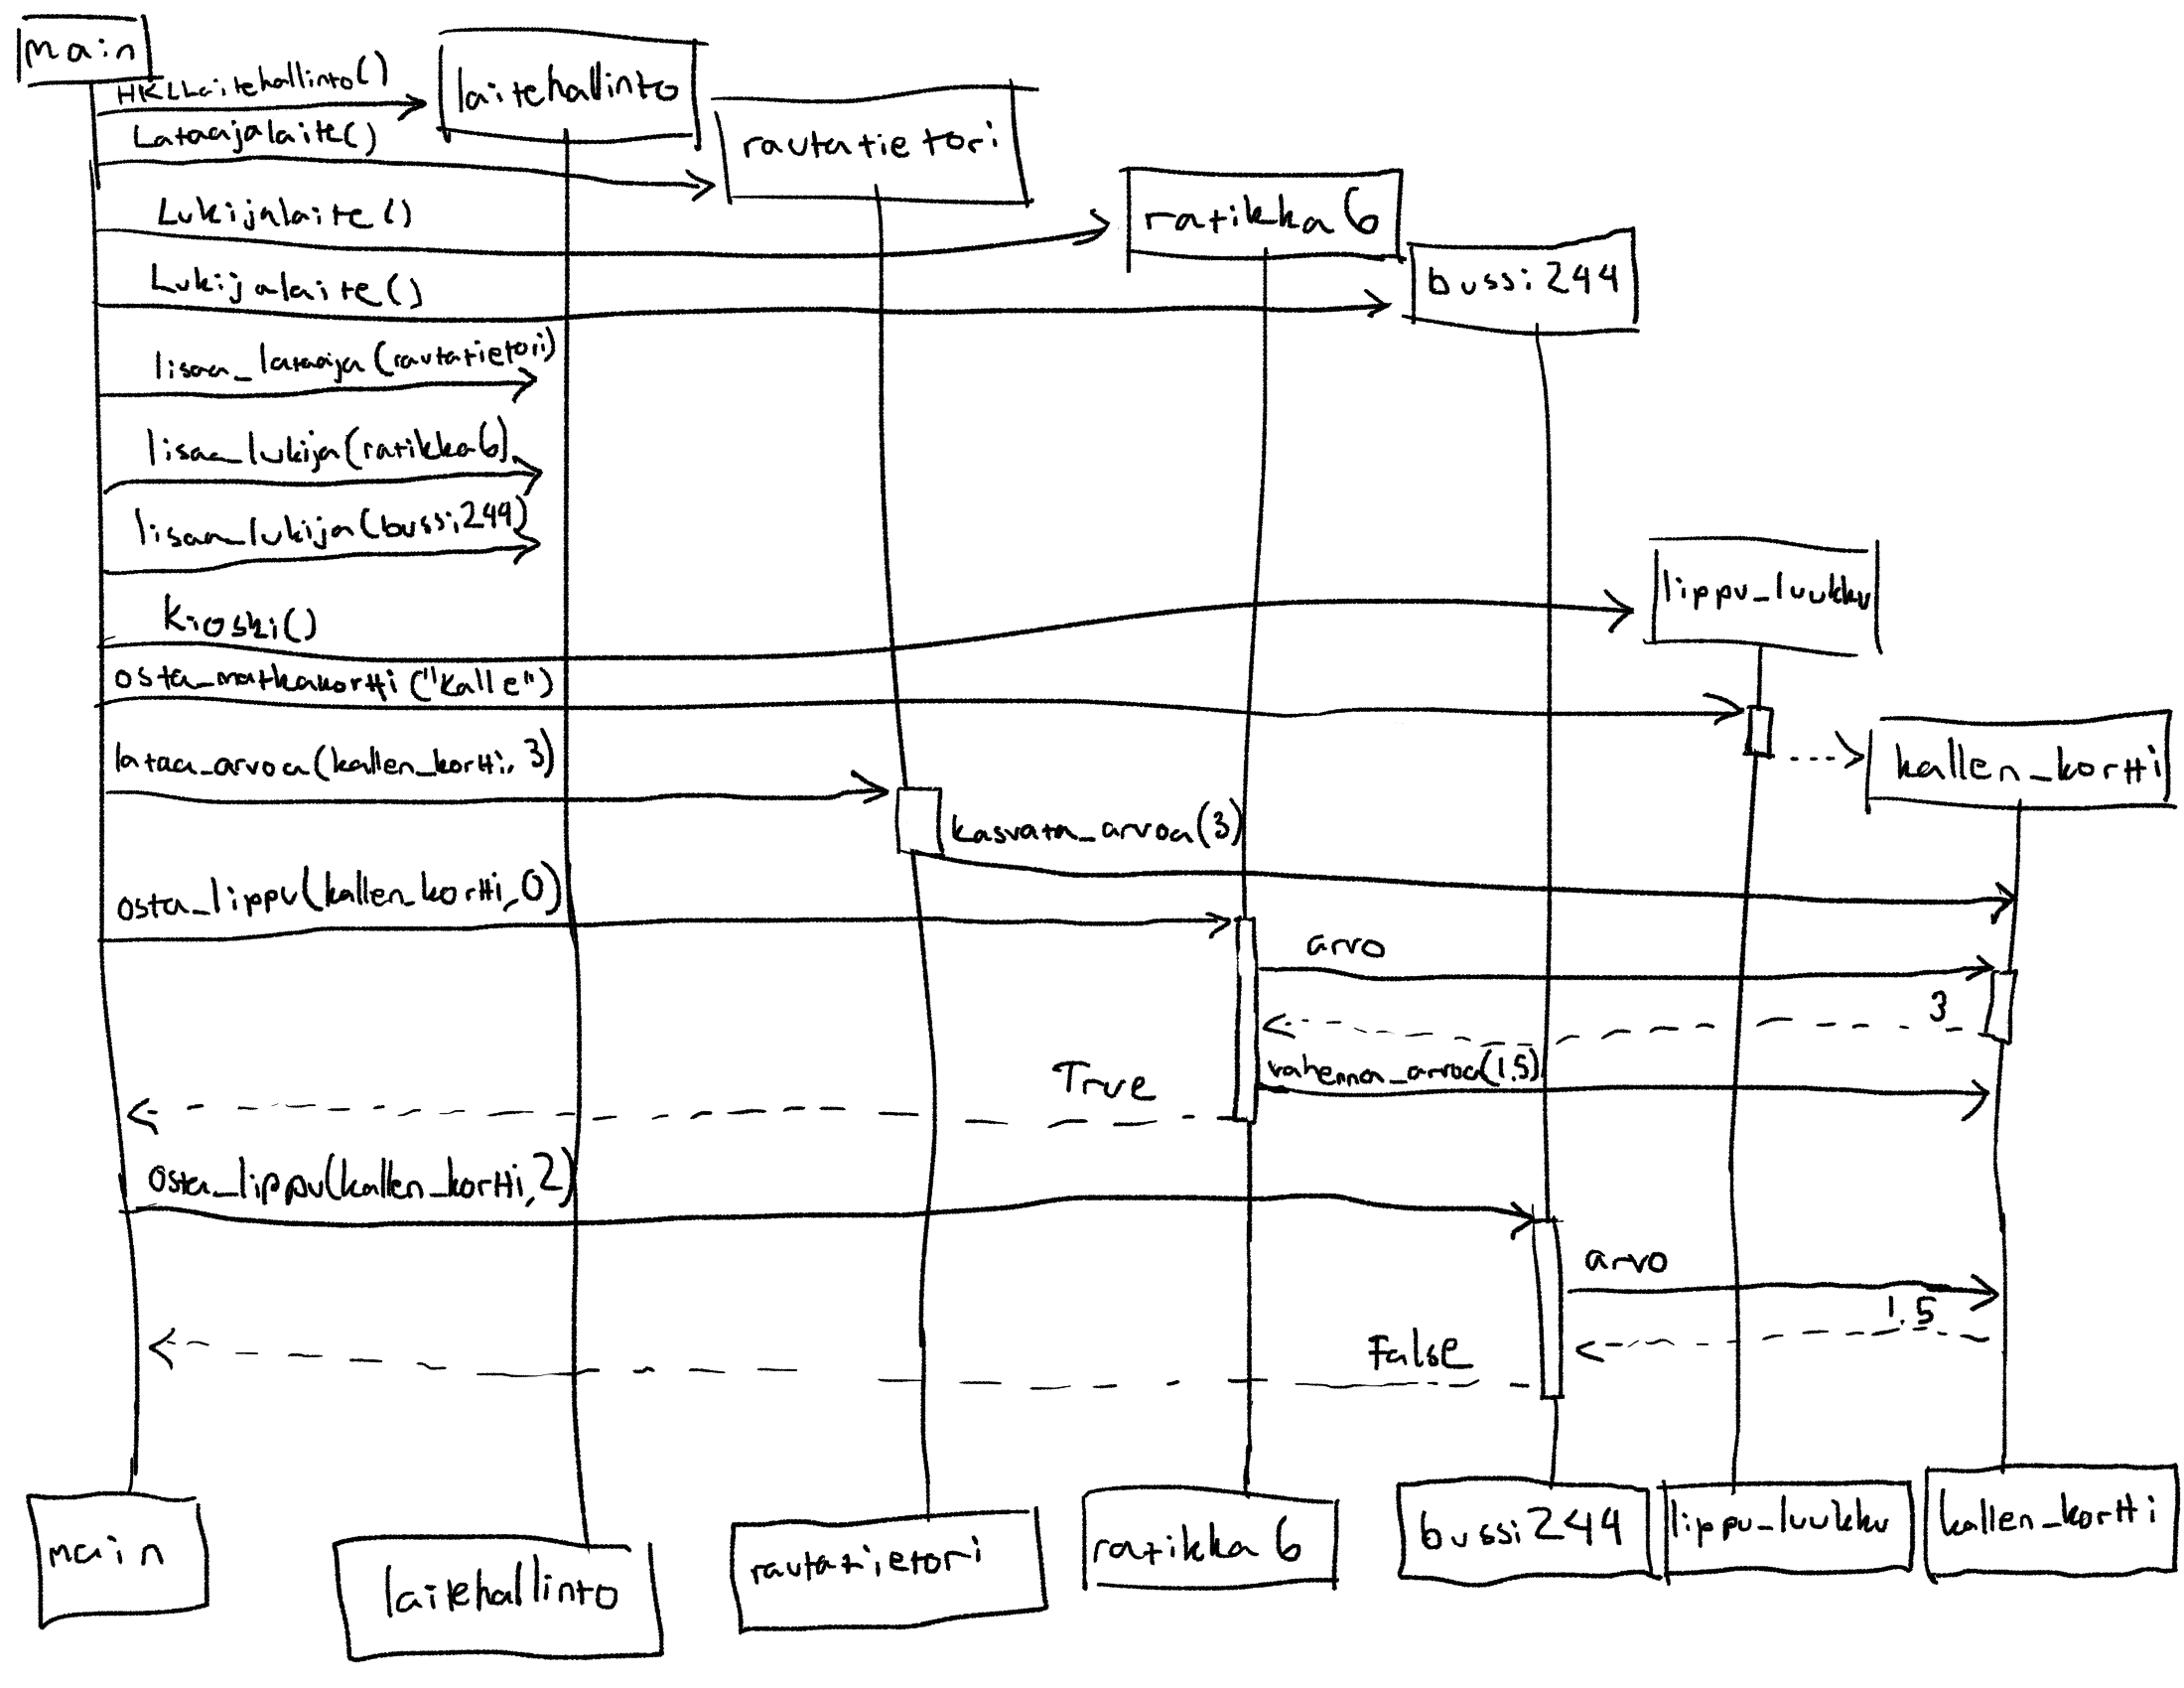 main
HKLLaitehallinto()
laitehallinto
Lataajalaite()
rautatietori
Lukijalaite()
ratikka6
Lukijalaite()
bussi244
lisaa_lataaja(rautatietori)
lisaa_lukija(ratikka6)
lisaa_lukija(bussi244)
Kioski()
lippu_luukku
osta_matkakortti("Kalle")
kallen_kortti
lataa_arvoa(kallen_kortti, 3)
kasvata_arvoa(3)
osta_lippu(kallen_kortti, 0)
arvo
3
vahenna_arvoa(1.5)
True
osta_lippu(kallen_kortti, 2)
arvo
1.5
False
main
laitehallinto
rautatietori
ratikka6
bussi244
lippu_luukku
kallen_kortti